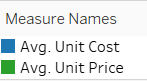 Measure Names
Avg. Unit Cost
Avg. Unit Price